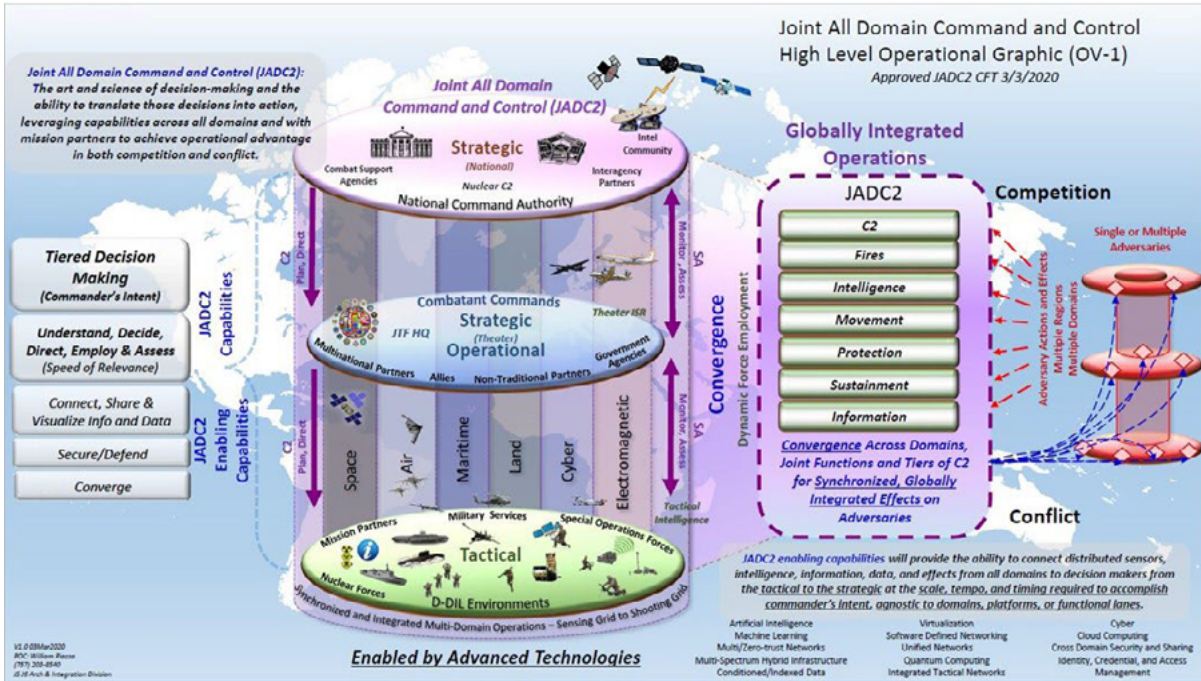 Joint All Domain Command and Control
High Level Operational Graphic (OV-1)
Approved JADC2 CFT 3/3/2020
Joint All Domain Command and Control (JADC2):
The art and science of decision-making and the
ability to translate those decisions into action,
leveraging capabilities across all domains and with
mission partners to achieve operational advantage
in both competition and conflict.
Tiered Decision
Making
(Commander's Intent)
Understand, Decide,
Direct, Employ & Assess
(Speed of Relevance)
Connect, Share &
Visualize Info and Data
Secure/Defend
Converge
JADC2
Capabilities
JADC2
Enabling
Capabilities
Joint All Domain
Command and Control (JADC2)
Strategic
(National)
Nuclear C2
Combat Support
Agencies
Intel
Community
Interagency
Partners
National Command Authority
C2
Plan, Direct
SA
Monitor, Assess
Combatant Commands
Strategic
(Theater)
Operational
JTF HQ
Theater ISR
Multinational Partners
Allies
Non-Traditional Partners
Government
Agencies
C2
Plan, Direct
SA
Monitor, Assess
Space
Air
Maritime
Land
Cyber
Electromagnetic
Tactical
Intelligence
Mission Partners
Military Services
Special Operations Forces
Tactical
Nuclear Forces
D-DIL Environments
Synchronized and Integrated Multi-Domain Operations – Sensing Grid to Shooting Grid
Enabled by Advanced Technologies
Convergence
Dynamic Force Employment
Globally Integrated
Operations
JADC2
C2
Fires
Intelligence
Movement
Protection
Sustainment
Information
Convergence Across Domains,
Joint Functions and Tiers of C2
for Synchronized, Globally
Integrated Effects on
Adversaries
Competition
Single or Multiple
Adversaries
Adversary Actions and Effects
Multiple Regions
Multiple Domains
Conflict
JADC2 enabling capabilities will provide the ability to connect distributed sensors,
intelligence, information, data, and effects from all domains to decision makers from
the tactical to the strategic at the scale, tempo, and timing required to accomplish
commander's intent, agnostic to domains, platforms, or functional lanes.
Artificial Intelligence
Machine Learning
Multi/Zero-trust Networks
Multi-Spectrum Hybrid Infrastructure
Conditioned/Indexed Data
Virtualization
Software Defined Networking
Unified Networks
Quantum Computing
Integrated Tactical Networks
Cyber
Cloud Computing
Cross Domain Security and Sharing
Identity, Credential, and Access
Management
V1.0 03Mar2020
POC: William
JS J6 Arch & Integration Division